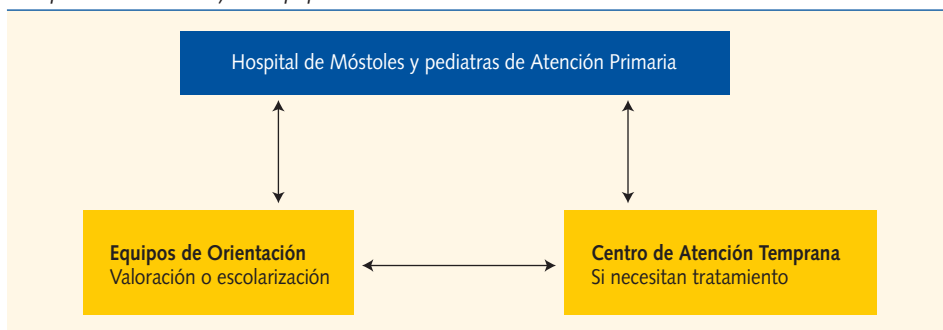 Hospital de Móstoles y pediatras de Atención Primaria
Equipos de Orientación
Valoración o escolarización
Centro de Atención Temprana
Si necesitan tratamiento